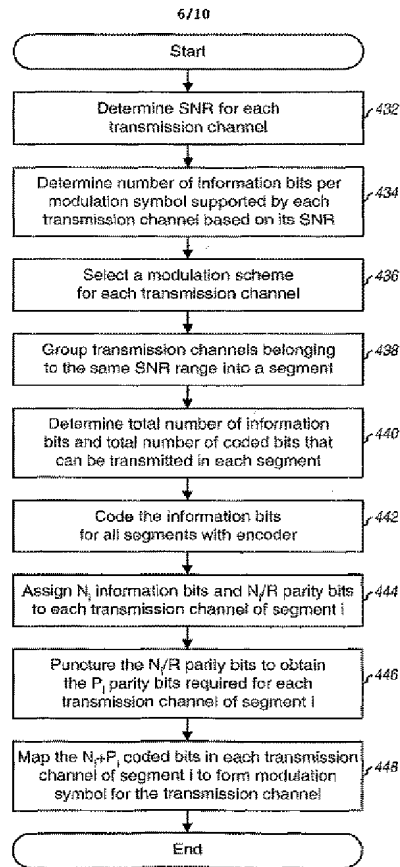 6/10
Start
Determine SNR for each
transmission channel
432
Determine number of information bits per
modulation symbol supported by each
transmission channel based on its SNR
434
Select a modulation scheme
for each transmission channel
436
Group transmission channels belonging
to the same SNR range into a segment
438
Determine total number of information
bits and total number of coded bits that
can be transmitted in each segment
440
Code the information bits
for all segments with encoder
442
Assign Nᵢ information bits and Nᵢ/R parity bits
to each transmission channel of segment i
444
Puncture the Nᵢ/R parity bits to obtain
the Pᵢ parity bits required for each
transmission channel of segment i
446
Map the Nᵢ+Pᵢ coded bits in each transmission
channel of segment i to form modulation
symbol for the transmission channel
448
End